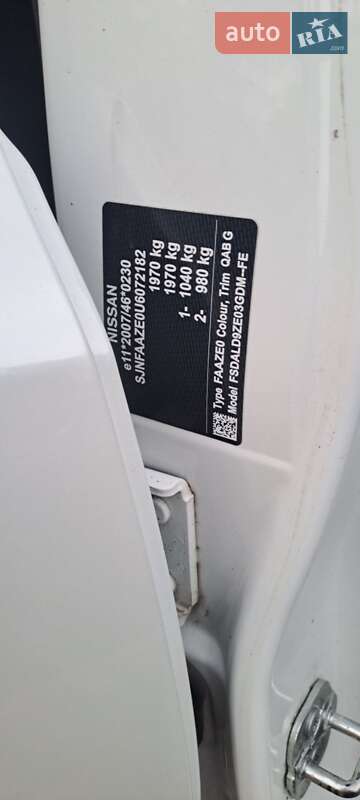 auto RIA
.com
NISSAN
e11*2007/46*0230
SJNFAAZE0U6072182
1970 kg
1970 kg
1- 1040 kg
2- 980 kg
Type FAAZE0 Colour, Trim QAB G
Model FSDALD9ZE03GDM-FE